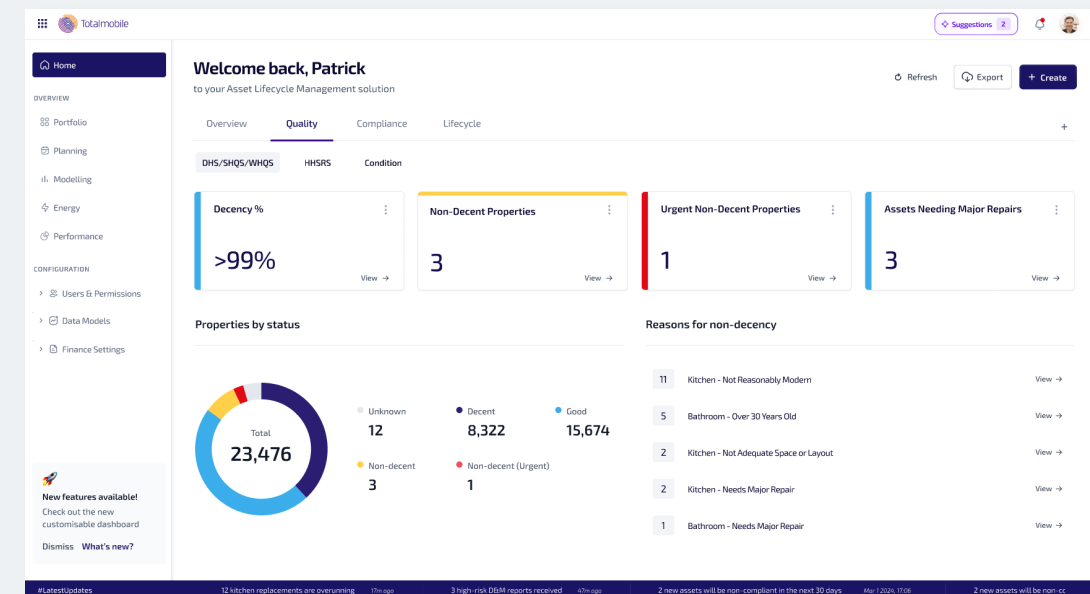 Totalmobile
Suggestions 2
Home
OVERVIEW
Portfolio
Planning
Modelling
Energy
Performance
CONFIGURATION
Users & Permissions
Data Models
Finance Settings
New features available!
Check out the new
customisable dashboard
Dismiss What's new?
Welcome back, Patrick
to your Asset Lifecycle Management solution
Refresh Export + Create
Overview Quality Compliance Lifecycle +
DHS/SHQS/WHQS HHSRS Condition
Decency %
>99%
View →
Non-Decent Properties
3
View →
Urgent Non-Decent Properties
1
View →
Assets Needing Major Repairs
3
View →
Properties by status
Total
23,476
Unknown
12
Decent
8,322
Good
15,674
Non-decent
3
Non-decent (Urgent)
1
Reasons for non-decency
11 Kitchen - Not Reasonably Modern View →
5 Bathroom - Over 30 Years Old View →
2 Kitchen - Not Adequate Space or Layout View →
2 Kitchen - Needs Major Repair View →
1 Bathroom - Needs Major Repair View →
#LatestUpdates 12 kitchen replacements are overunning 17m ago 3 high-risk D&M reports received 47m ago 2 new assets will be non-compliant in the next 30 days Mar 1 2024, 17:06 2 new assets will be non-cc